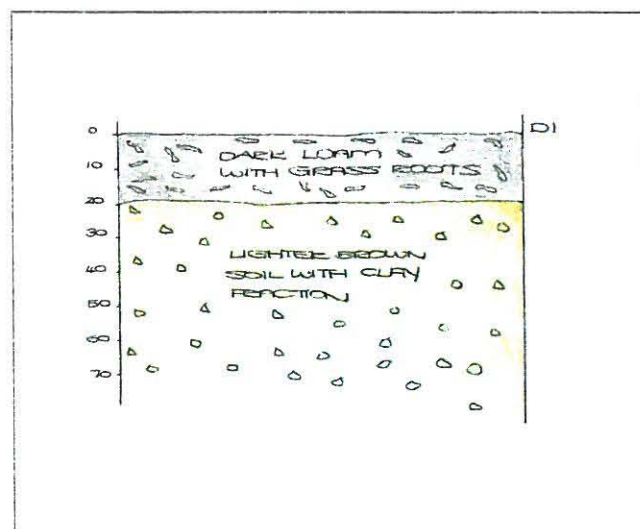 D1
0
DARK LOAM
WITH GRASS ROOTS
10
20
30
LIGHTER BROWN
SOIL WITH CLAY
FRACTION
40
50
60
70